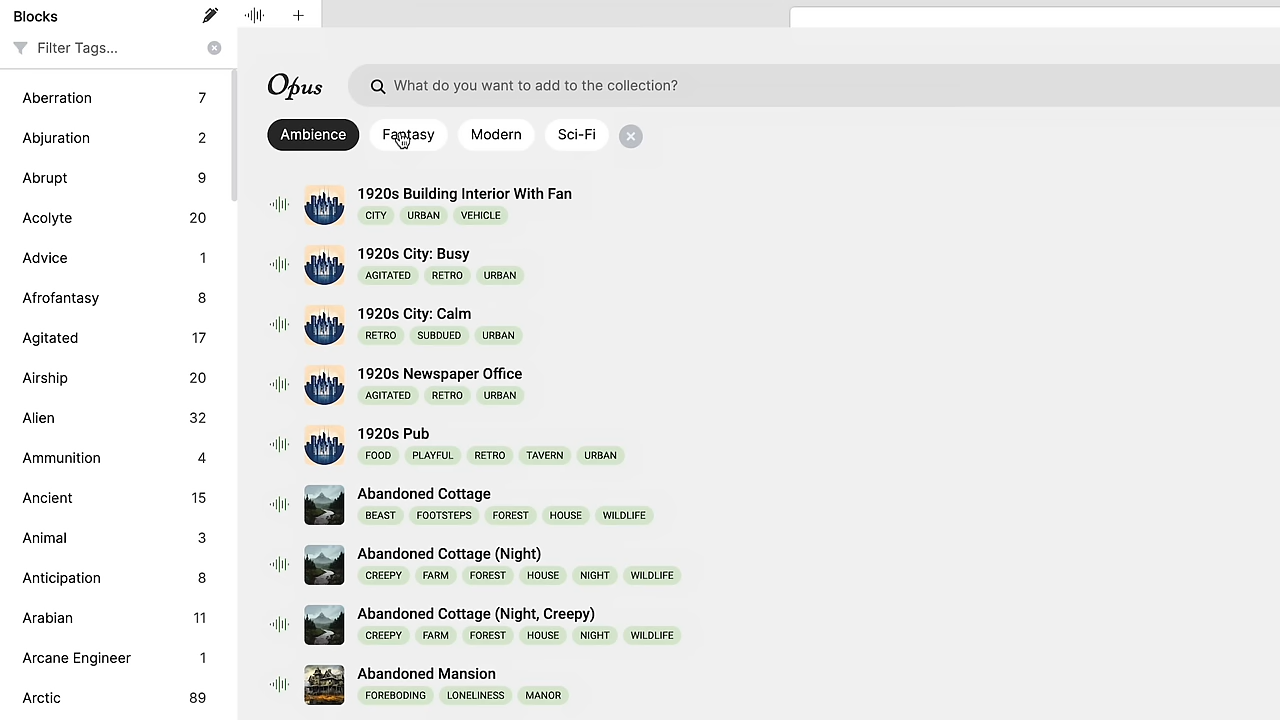 Blocks
Filter Tags...
Aberration 7
Abjuration 2
Abrupt 9
Acolyte 20
Advice 1
Afrofantasy 8
Agitated 17
Airship 20
Alien 32
Ammunition 4
Ancient 15
Animal 3
Anticipation 8
Arabian 11
Arcane Engineer 1
Arctic 89
Opus
What do you want to add to the collection?
Ambience Fantasy Modern Sci-Fi
1920s Building Interior With Fan
CITY URBAN VEHICLE
1920s City: Busy
AGITATED RETRO URBAN
1920s City: Calm
RETRO SUBDUED URBAN
1920s Newspaper Office
AGITATED RETRO URBAN
1920s Pub
FOOD PLAYFUL RETRO TAVERN URBAN
Abandoned Cottage
BEAST FOOTSTEPS FOREST HOUSE WILDLIFE
Abandoned Cottage (Night)
CREEPY FARM FOREST HOUSE NIGHT WILDLIFE
Abandoned Cottage (Night, Creepy)
CREEPY FARM FOREST HOUSE NIGHT WILDLIFE
Abandoned Mansion
FOREBODING LONELINESS MANOR